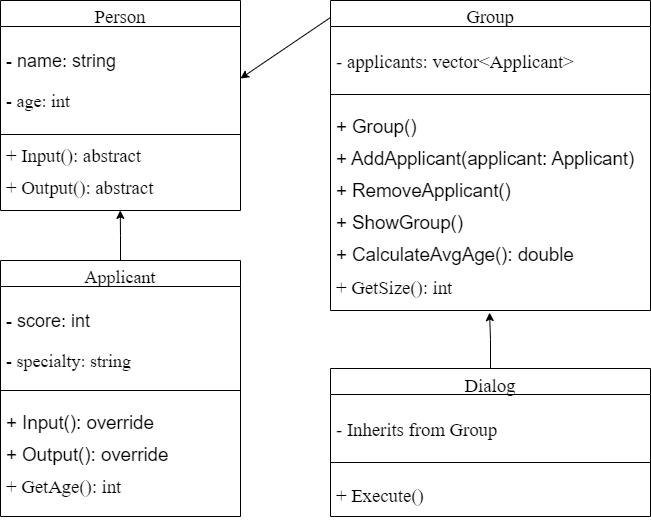 Person
- name: string
- age: int
+ Input(): abstract
+ Output(): abstract
Group
- applicants: vector<Applicant>
+ Group()
+ AddApplicant(applicant: Applicant)
+ RemoveApplicant()
+ ShowGroup()
+ CalculateAvgAge(): double
+ GetSize(): int
Applicant
- score: int
- specialty: string
+ Input(): override
+ Output(): override
+ GetAge(): int
Dialog
- Inherits from Group
+ Execute()